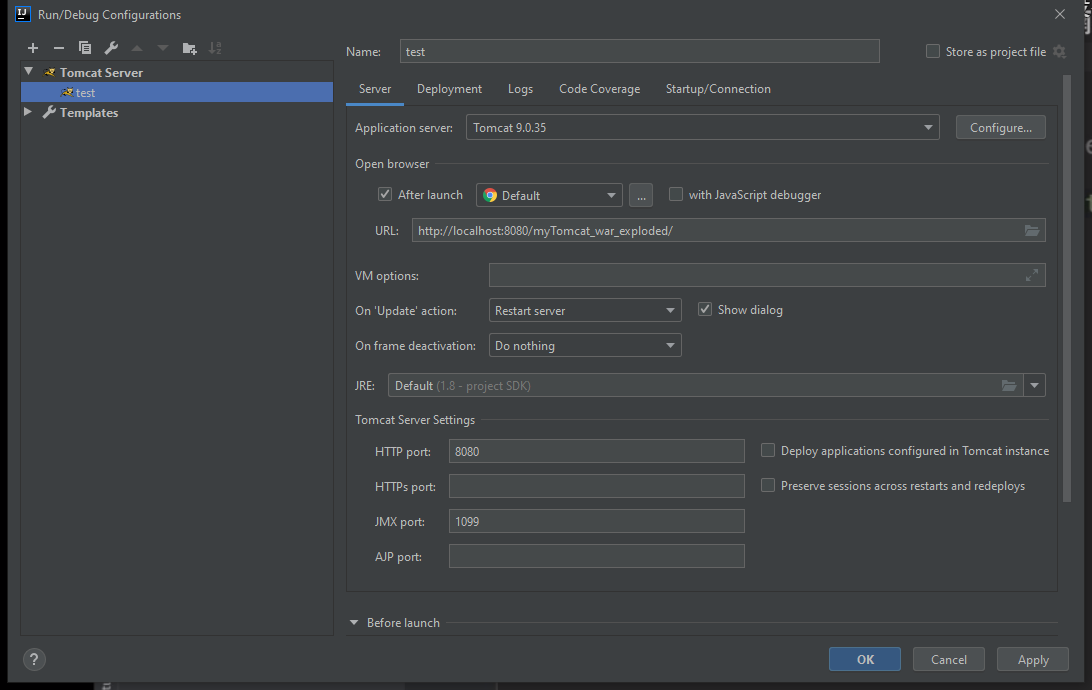 Run/Debug Configurations
Tomcat Server
test
Templates
Name: test Store as project file
Server Deployment Logs Code Coverage Startup/Connection
Application server: Tomcat 9.0.35 Configure...
Open browser
After launch Default ... with JavaScript debugger
URL: http://localhost:8080/myTomcat_war_exploded/
VM options:
On 'Update' action: Restart server Show dialog
On frame deactivation: Do nothing
JRE: Default (1.8 - project SDK)
Tomcat Server Settings
HTTP port: 8080 Deploy applications configured in Tomcat instance
HTTPs port: Preserve sessions across restarts and redeploys
JMX port: 1099
AJP port:
Before launch
? OK Cancel Apply